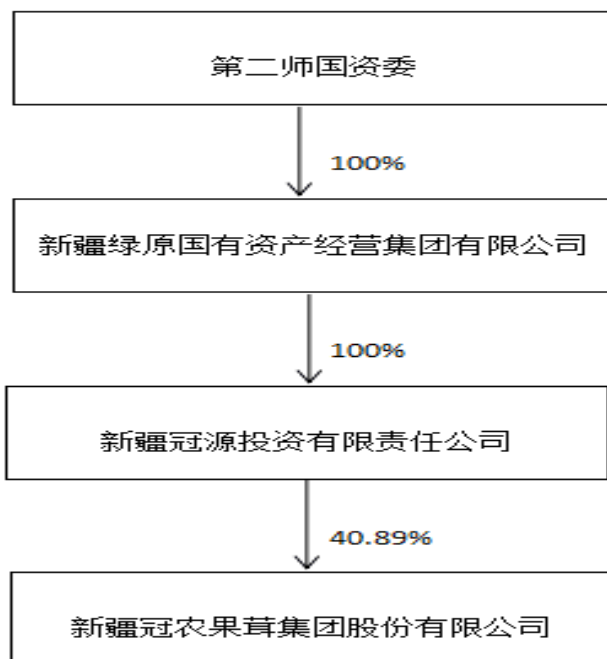 第二师国资委
100%
新疆绿原国有资产经营集团有限公司
100%
新疆冠源投资有限责任公司
40.89%
新疆冠农果茸集团股份有限公司